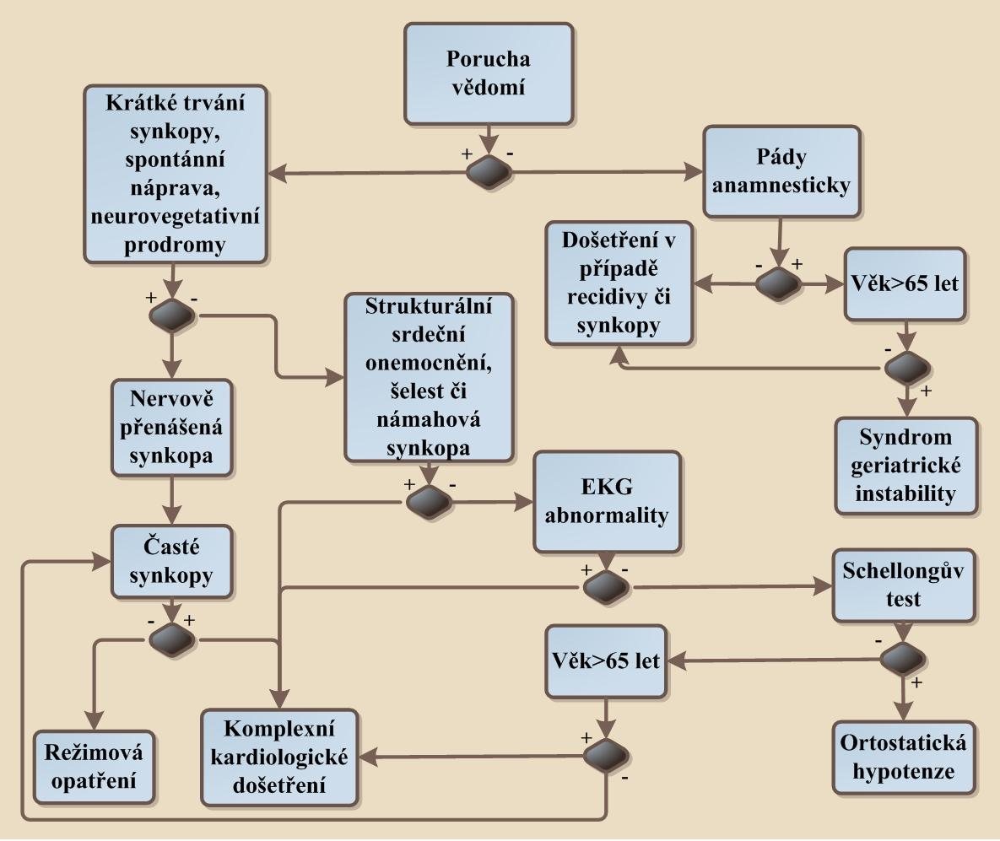 Porucha
vědomí
+ -
Krátké trvání
synkopy,
spontánní
náprava,
neurovegetativní
prodromy
Pády
anamnesticky
- +
Došetření v
případě
recidivy či
synkopy
Věk>65 let
-
+
Syndrom
geriatrické
instability
+ -
Strukturální
srdeční
onemocnění,
šelest či
námahová
synkopa
Nervově
přenášená
synkopa
+ -
EKG
abnormality
Časté
synkopy
+ -
Schellongův
test
- +
-
+
Věk>65 let
Režimová
opatření
Komplexní
kardiologické
došetření
+
-
Ortostatická
hypotenze